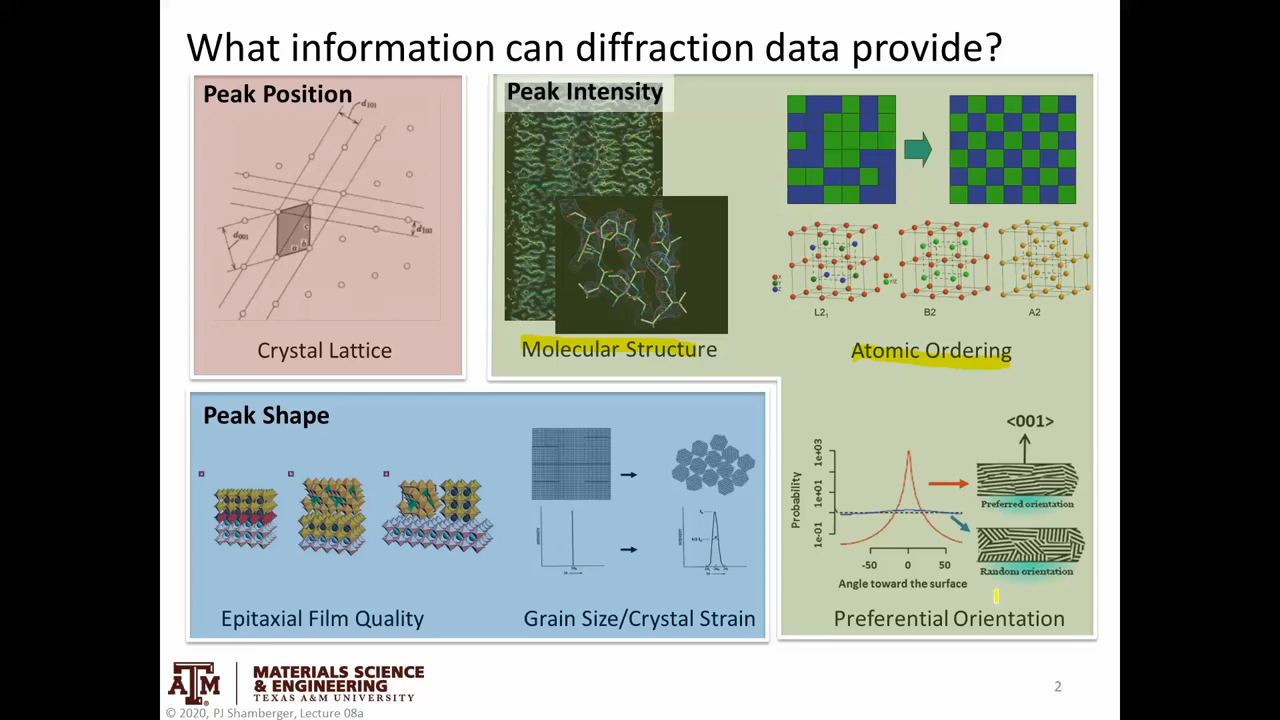 What information can diffraction data provide?
Peak Position
d101
d001
d100
a
b
c
Crystal Lattice
Peak Intensity
Molecular Structure
X
Y
Z
L2₁
B2
A2
Atomic Ordering
Peak Shape
a
b
Epitaxial Film Quality
Grain Size/Crystal Strain
<001>
Probability
1e+03
1e+01
1e-01
-50
0
50
Angle toward the surface
Preferred orientation
Random orientation
Preferential Orientation
A|M
MATERIALS SCIENCE
& ENGINEERING
TEXAS A&M UNIVERSITY
2
© 2020, PJ Shamberger, Lecture 08a